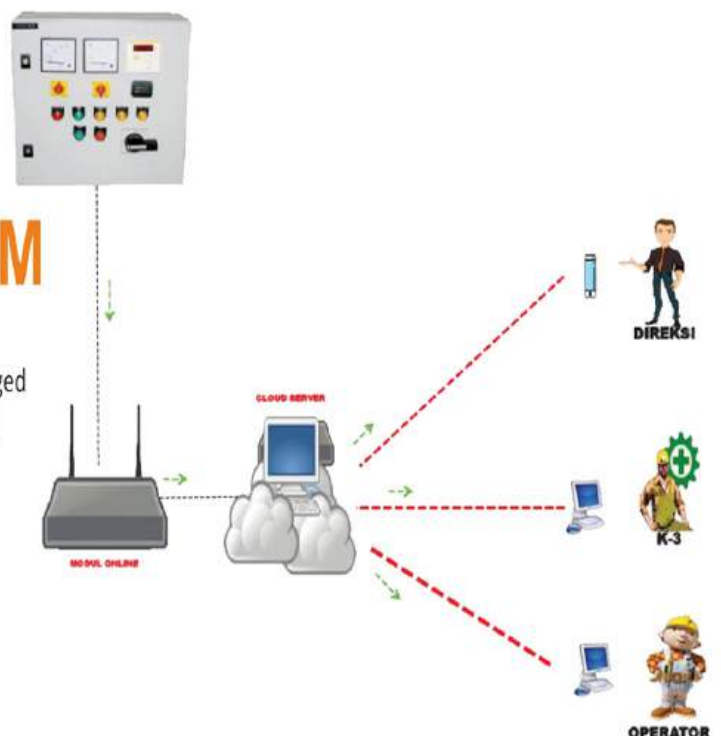 M
ged
CLOUD SERVER
MODUL ONLINE
DIREKSI
K-3
OPERATOR